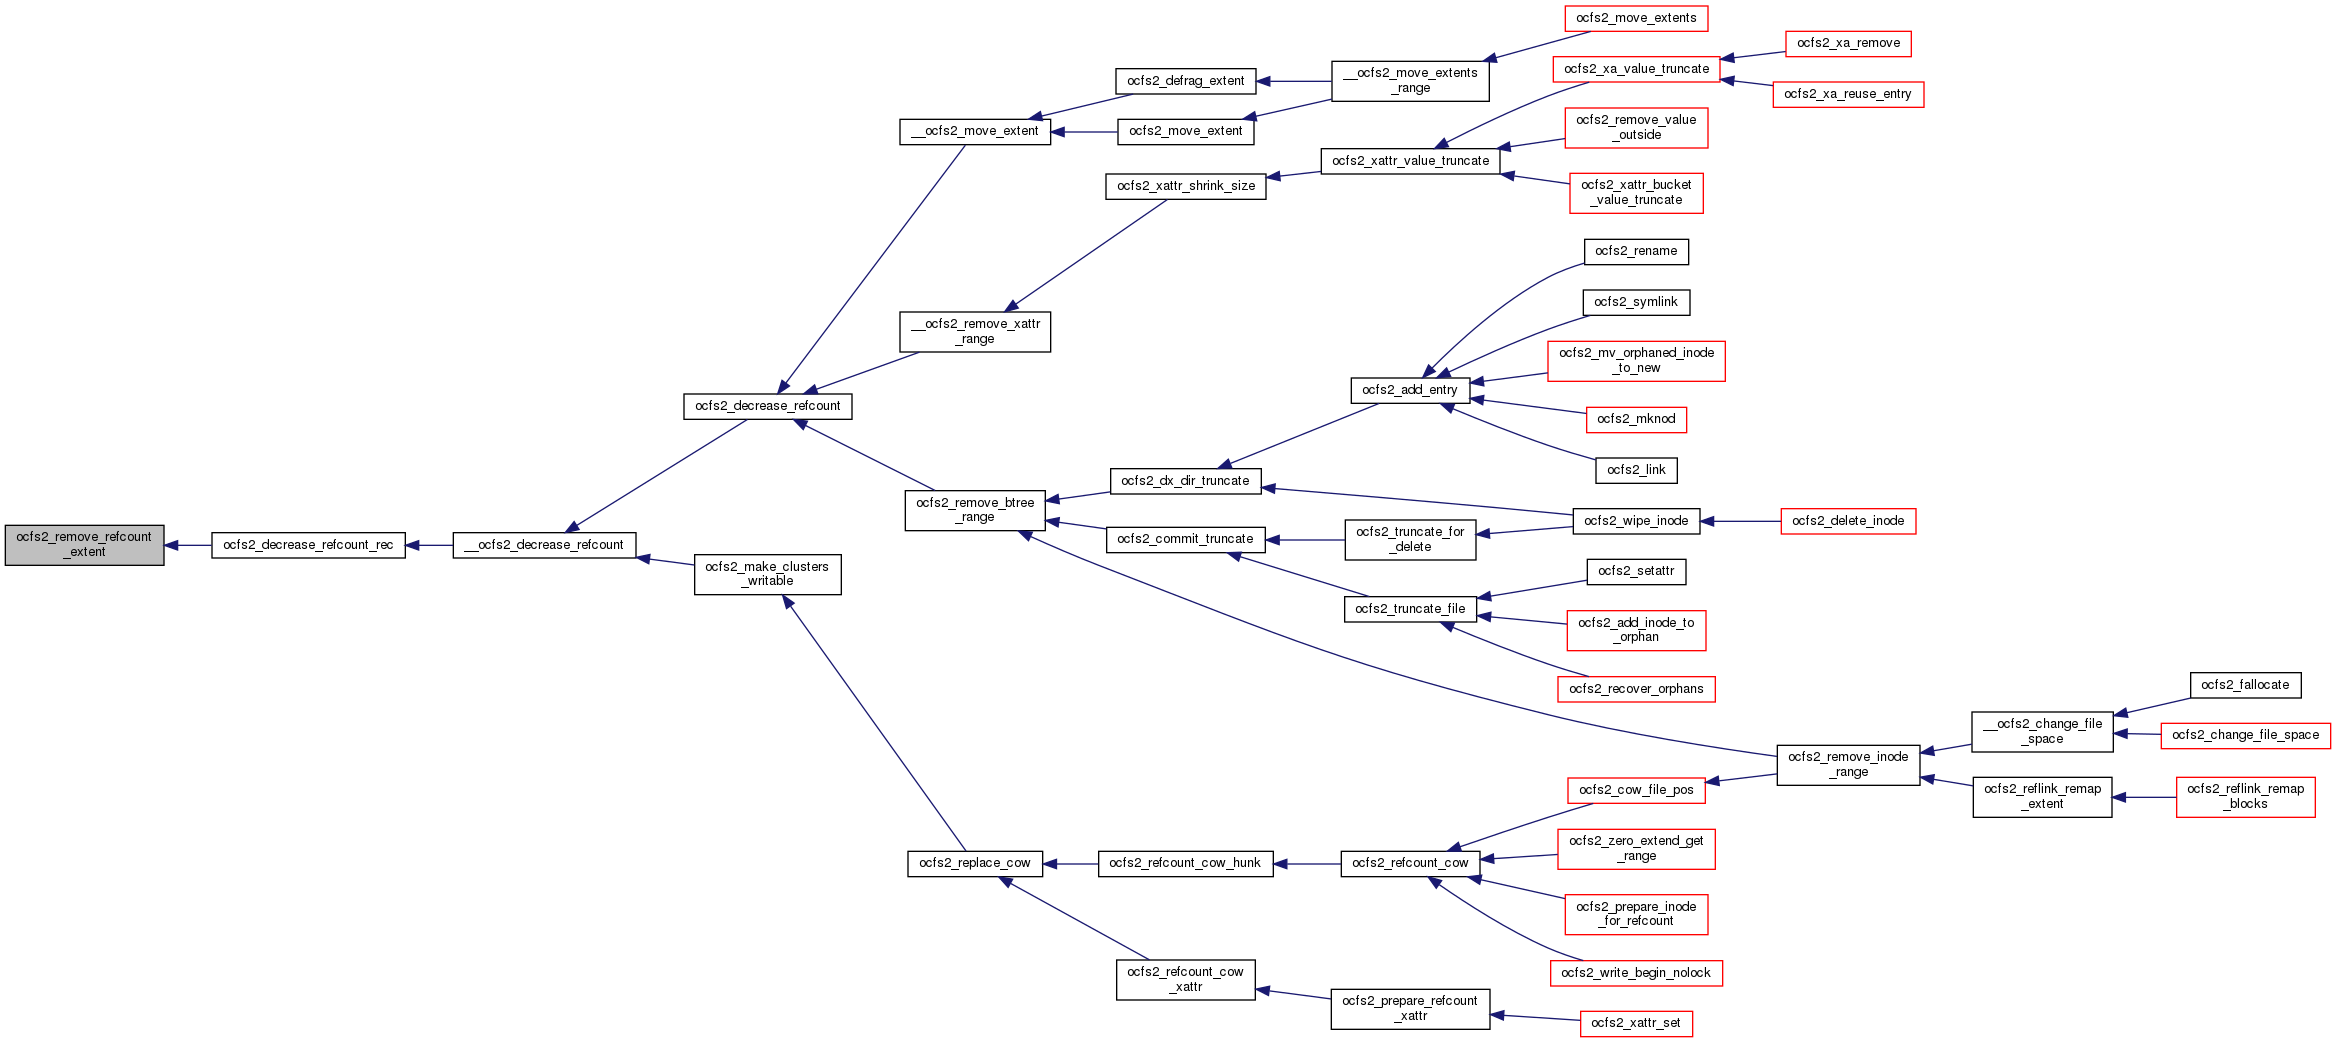 ocfs2_remove_refcount
_extent
ocfs2_decrease_refcount_rec
__ocfs2_decrease_refcount
ocfs2_decrease_refcount
ocfs2_make_clusters
_writable
__ocfs2_move_extent
__ocfs2_remove_xattr
_range
ocfs2_remove_btree
_range
ocfs2_replace_cow
ocfs2_defrag_extent
ocfs2_move_extent
ocfs2_xattr_shrink_size
ocfs2_dx_dir_truncate
ocfs2_commit_truncate
ocfs2_refcount_cow_hunk
ocfs2_refcount_cow
_xattr
__ocfs2_move_extents
_range
ocfs2_xattr_value_truncate
ocfs2_add_entry
ocfs2_truncate_for
_delete
ocfs2_truncate_file
ocfs2_refcount_cow
ocfs2_prepare_refcount
_xattr
ocfs2_move_extents
ocfs2_xa_value_truncate
ocfs2_remove_value
_outside
ocfs2_xattr_bucket
_value_truncate
ocfs2_rename
ocfs2_symlink
ocfs2_mv_orphaned_inode
_to_new
ocfs2_mknod
ocfs2_link
ocfs2_wipe_inode
ocfs2_setattr
ocfs2_add_inode_to
_orphan
ocfs2_recover_orphans
ocfs2_cow_file_pos
ocfs2_zero_extend_get
_range
ocfs2_prepare_inode
_for_refcount
ocfs2_write_begin_nolock
ocfs2_xattr_set
ocfs2_xa_remove
ocfs2_xa_reuse_entry
ocfs2_delete_inode
ocfs2_remove_inode
_range
__ocfs2_change_file
_space
ocfs2_reflink_remap
_extent
ocfs2_fallocate
ocfs2_change_file_space
ocfs2_reflink_remap
_blocks